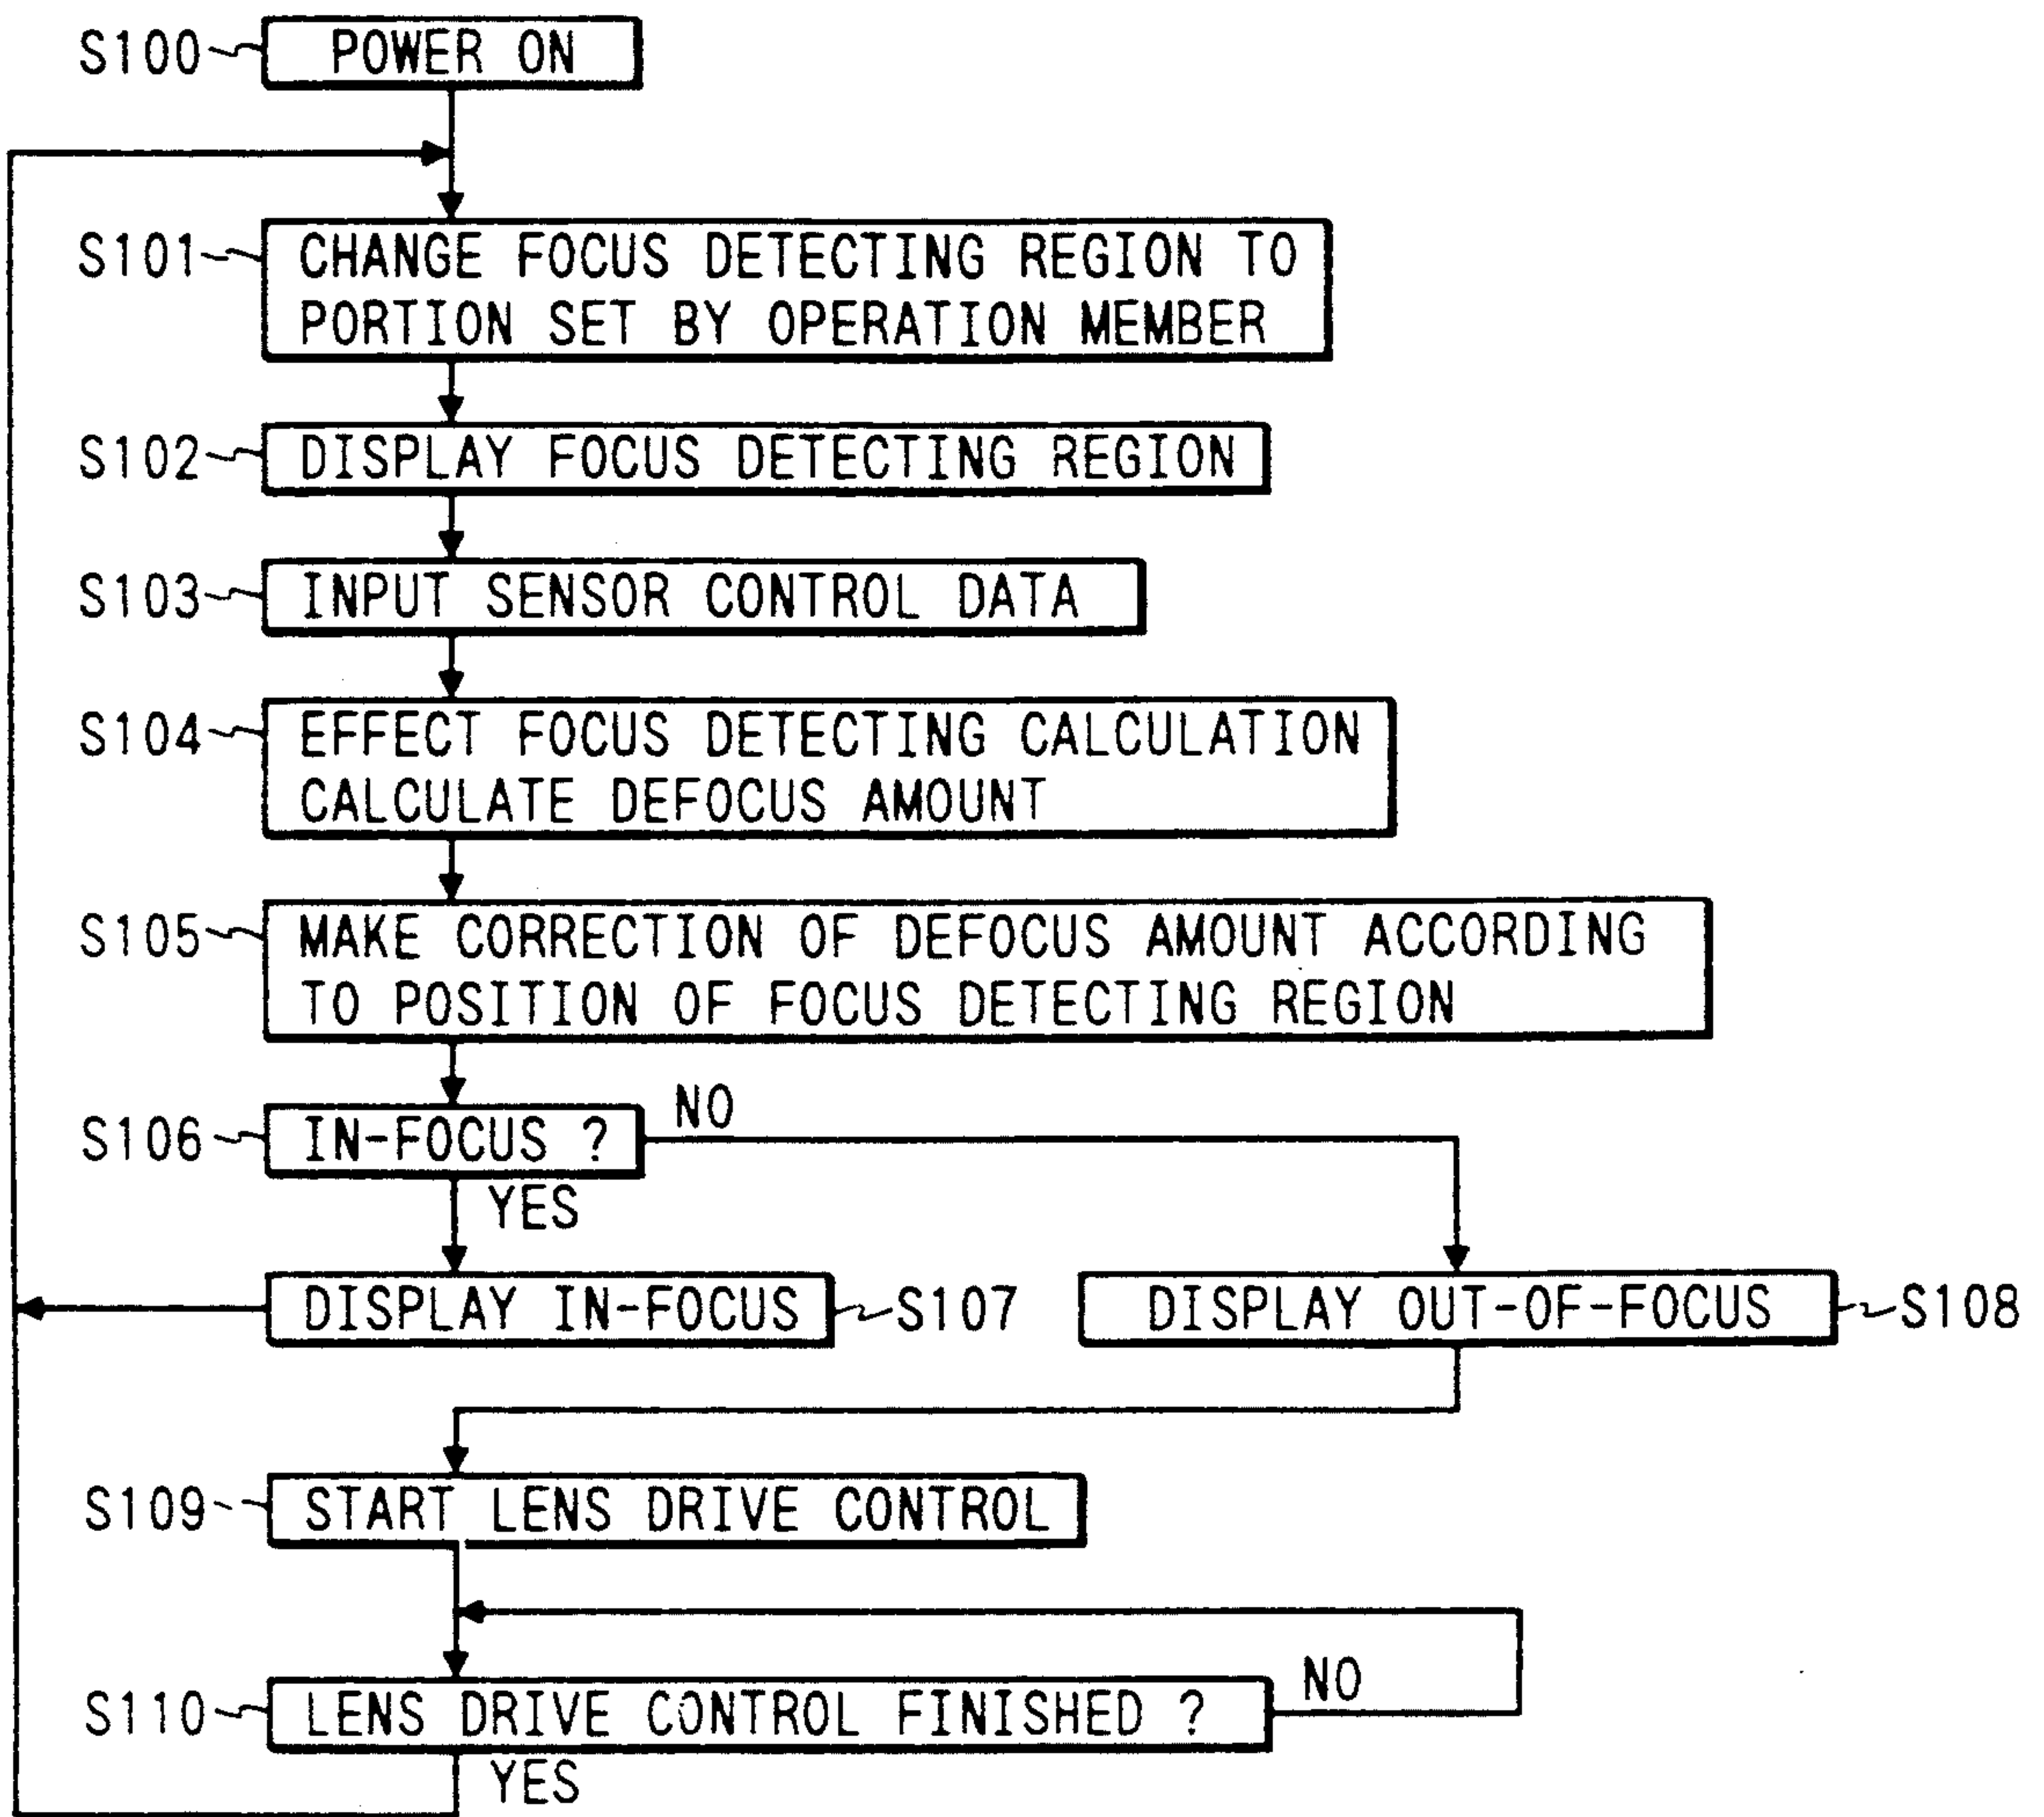 S100 POWER ON
S101 CHANGE FOCUS DETECTING REGION TO
PORTION SET BY OPERATION MEMBER
S102 DISPLAY FOCUS DETECTING REGION
S103 INPUT SENSOR CONTROL DATA
S104 EFFECT FOCUS DETECTING CALCULATION
CALCULATE DEFOCUS AMOUNT
S105 MAKE CORRECTION OF DEFOCUS AMOUNT ACCORDING
TO POSITION OF FOCUS DETECTING REGION
S106 IN-FOCUS ? NO
YES
DISPLAY IN-FOCUS S107 DISPLAY OUT-OF-FOCUS S108
S109 START LENS DRIVE CONTROL
S110 LENS DRIVE CONTROL FINISHED ? NO
YES